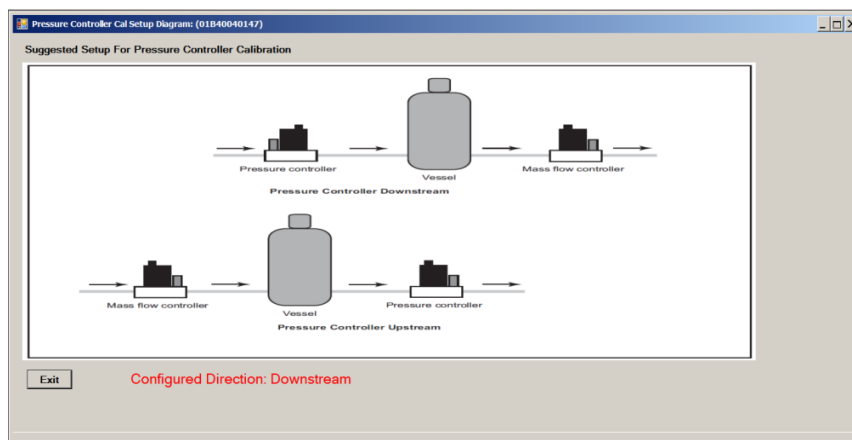 Pressure Controller Cal Setup Diagram: (01B40040147)
Suggested Setup For Pressure Controller Calibration
Pressure controller
Vessel
Mass flow controller
Pressure Controller Downstream
Mass flow controller
Vessel
Pressure controller
Pressure Controller Upstream
Exit
Configured Direction: Downstream